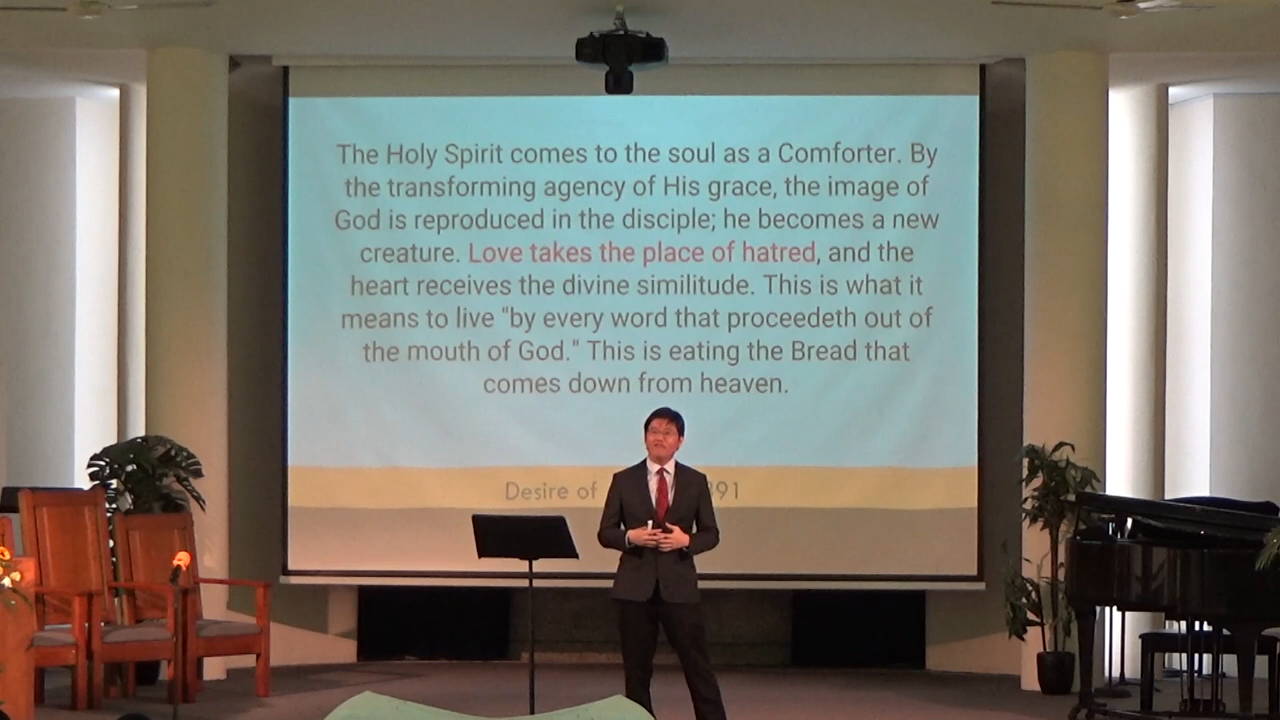 The Holy Spirit comes to the soul as a Comforter. By
the transforming agency of His grace, the image of
God is reproduced in the disciple; he becomes a new
creature. Love takes the place of hatred, and the
heart receives the divine similitude. This is what it
means to live "by every word that proceedeth out of
the mouth of God." This is eating the Bread that
comes down from heaven.
Desire of 391